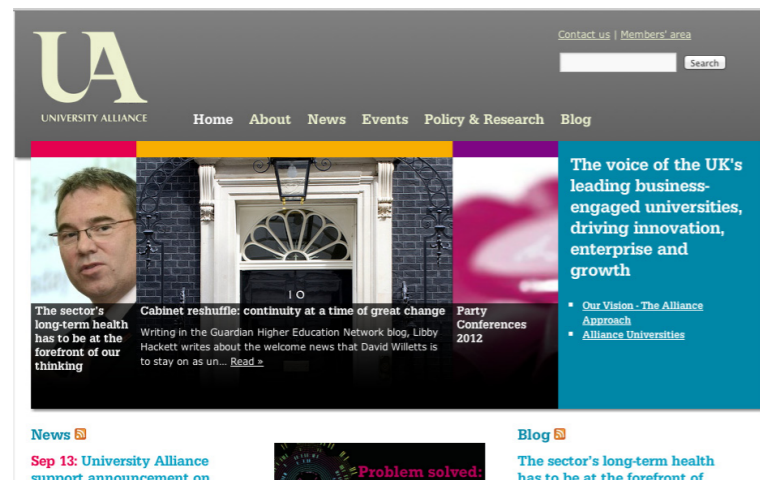 Contact us | Members' area
Search
UA
UNIVERSITY ALLIANCE
Home About News Events Policy & Research Blog
The sector's
long-term health
has to be at the
forefront of our
thinking
10
Cabinet reshuffle: continuity at a time of great change
Writing in the Guardian Higher Education Network blog, Libby
Hackett writes about the welcome news that David Willetts is
to stay on as un... Read »
Party
Conferences
2012
The voice of the UK's
leading business-
engaged universities,
driving innovation,
enterprise and
growth
Our Vision - The Alliance
Approach
Alliance Universities
News
Sep 13: University Alliance
support announcement on
Problem solved:
Blog
The sector's long-term health
has to be at the forefront of